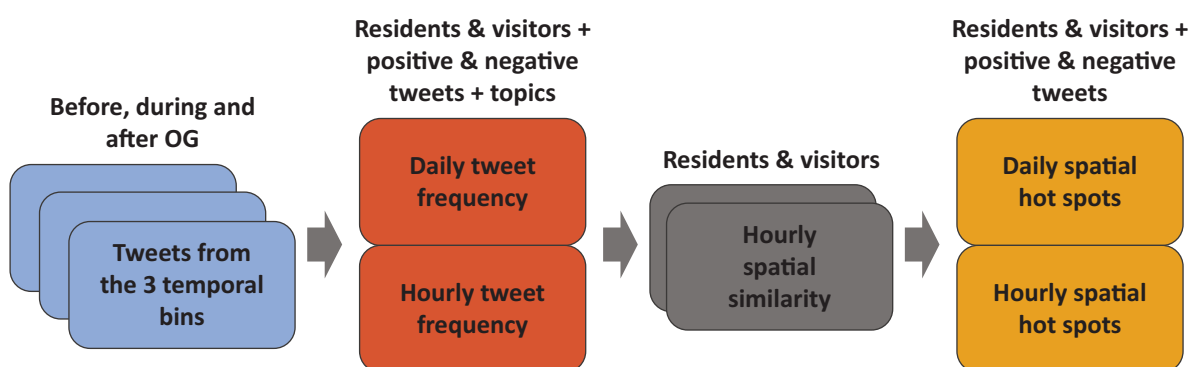 Before, during and
after OG
Tweets from
the 3 temporal
bins
Residents & visitors +
positive & negative
tweets + topics
Daily tweet
frequency
Hourly tweet
frequency
Residents & visitors
Hourly
spatial
similarity
Residents & visitors +
positive & negative
tweets
Daily spatial
hot spots
Hourly spatial
hot spots